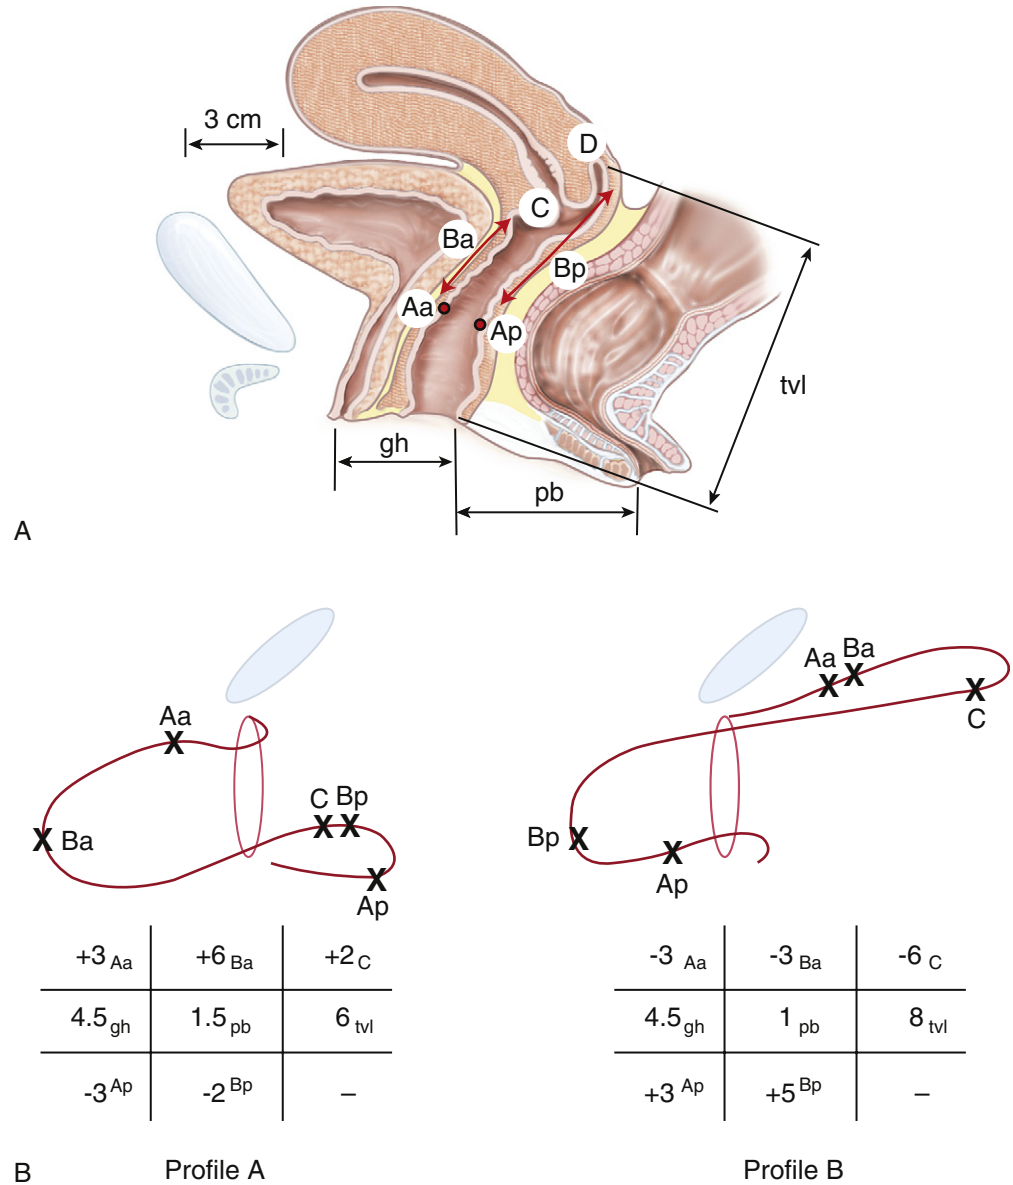 3 cm
D
C
Ba
Bp
Aa
Ap
tvl
gh
pb
A
Aa
Ba
C Bp
Ap
Aa Ba
C
Bp
Ap
+3 Aa +6 Ba +2 C
4.5 gh 1.5 pb 6 tvl
-3 Ap -2 Bp –
-3 Aa -3 Ba -6 C
4.5 gh 1 pb 8 tvl
+3 Ap +5 Bp –
B Profile A Profile B